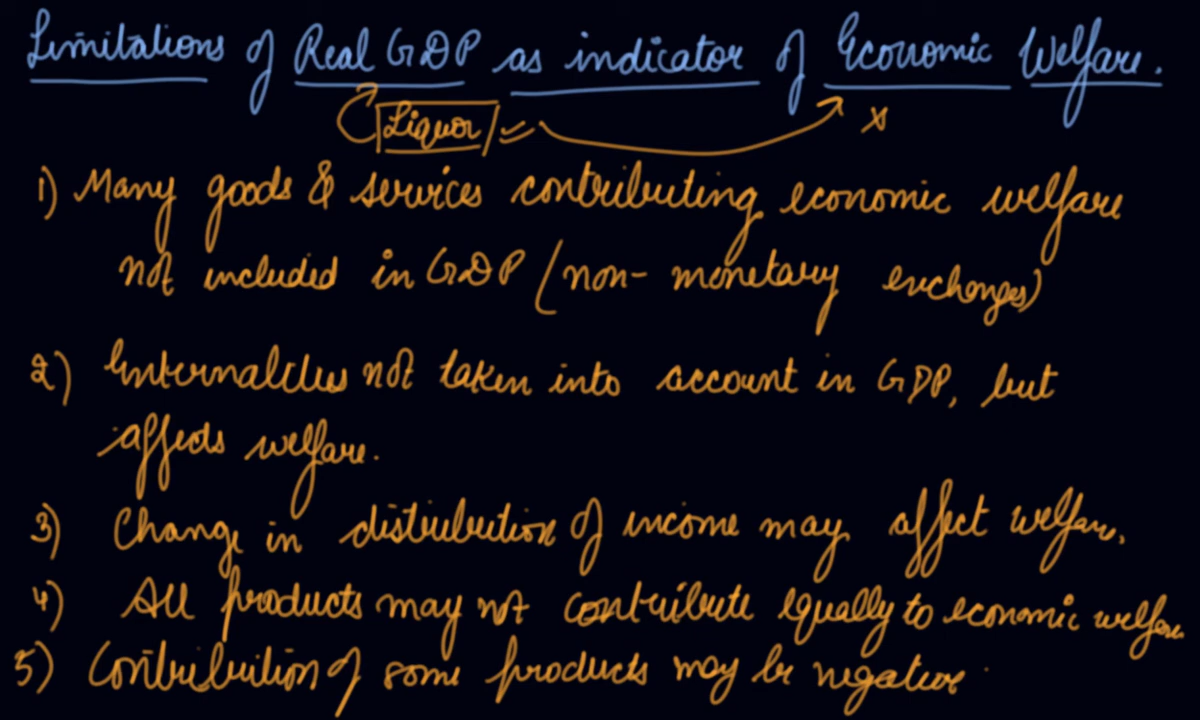 Limitations of Real GDP as indicator of Economic Welfare.
Liquor
1) Many goods & services contributing economic welfare
not included in GDP (non-monetary exchanges)
2) Externalities not taken into account in GDP, but
affects welfare.
3) Change in distribution of income may affect welfare.
4) All products may not contribute equally to economic welfare
5) Contribution of some products may be negative